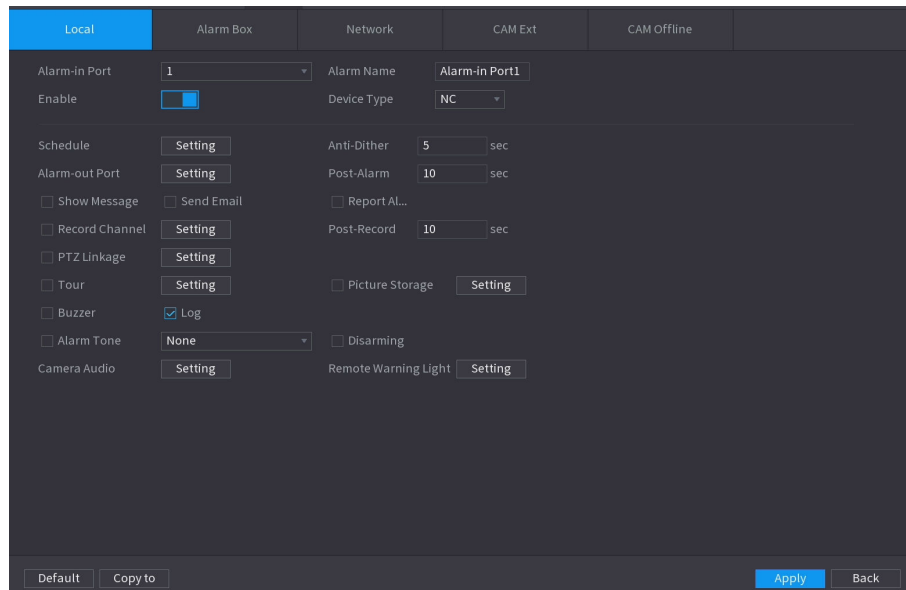 Local Alarm Box Network CAM Ext CAM Offline
Alarm-in Port 1 Alarm Name Alarm-in Port1
Enable Device Type NC
Schedule Setting Anti-Dither 5 sec
Alarm-out Port Setting Post-Alarm 10 sec
Show Message Send Email Report Al...
Record Channel Setting Post-Record 10 sec
PTZ Linkage Setting
Tour Setting Picture Storage Setting
Buzzer Log
Alarm Tone None Disarming
Camera Audio Setting Remote Warning Light Setting
Default Copy to Apply Back